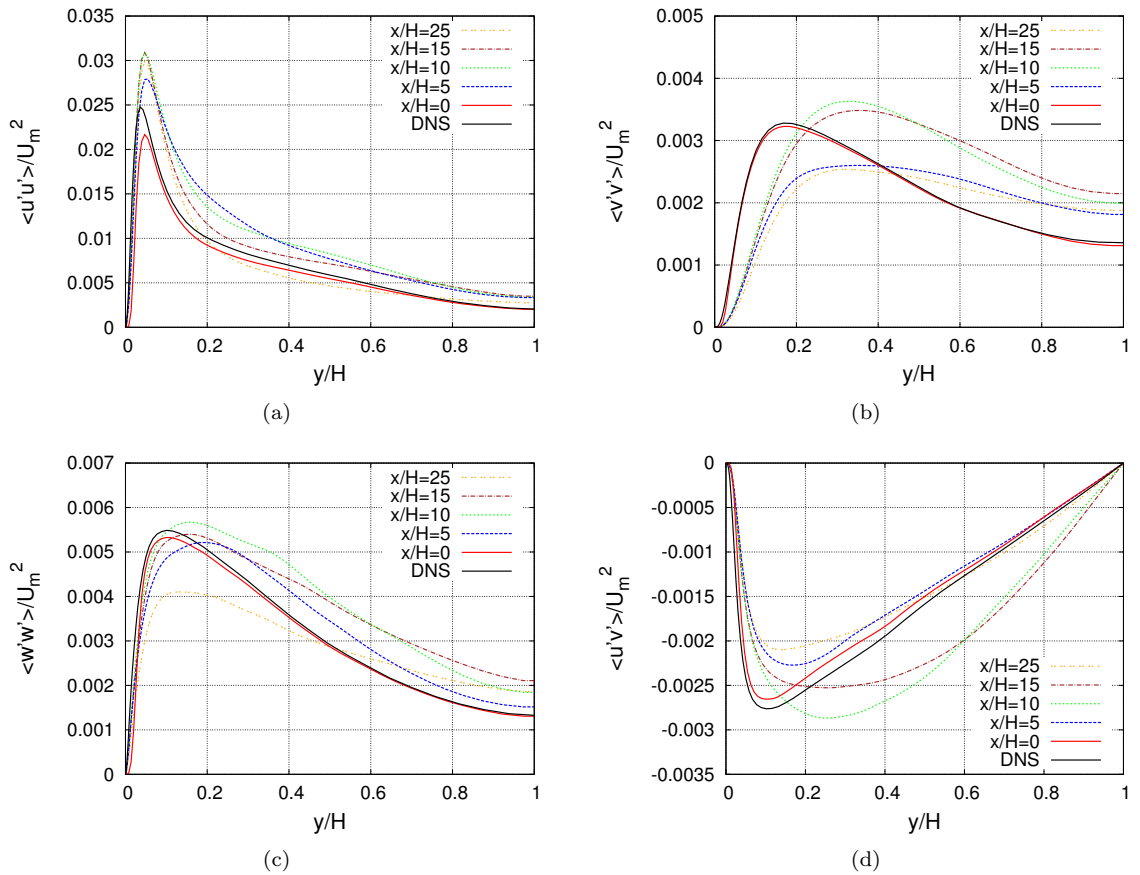 <u'u'>/U_m^2
0.035
0.03
0.025
0.02
0.015
0.01
0.005
0
0 0.2 0.4 0.6 0.8 1
y/H
x/H=25
x/H=15
x/H=10
x/H=5
x/H=0
DNS
(a)
<v'v'>/U_m^2
0.005
0.004
0.003
0.002
0.001
0
0 0.2 0.4 0.6 0.8 1
y/H
x/H=25
x/H=15
x/H=10
x/H=5
x/H=0
DNS
(b)
<w'w'>/U_m^2
0.007
0.006
0.005
0.004
0.003
0.002
0.001
0
0 0.2 0.4 0.6 0.8 1
y/H
x/H=25
x/H=15
x/H=10
x/H=5
x/H=0
DNS
(c)
<u'v'>/U_m^2
0
-0.0005
-0.001
-0.0015
-0.002
-0.0025
-0.003
-0.0035
0 0.2 0.4 0.6 0.8 1
y/H
x/H=25
x/H=15
x/H=10
x/H=5
x/H=0
DNS
(d)